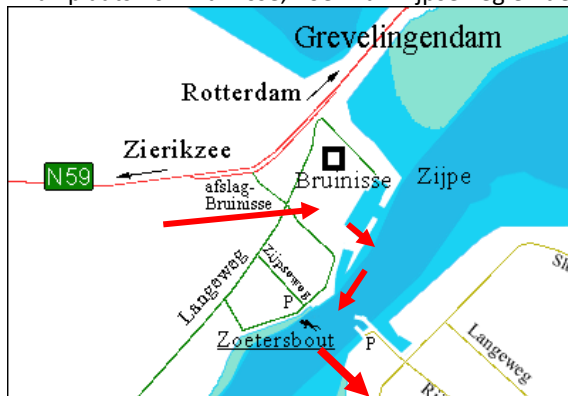 Grevelingendam
Rotterdam
Zierikzee
N59
afslag-
Bruinisse
Bruinisse
Zijpe
Langeweg
Zijpseweg
P
Zoetersbout
P
Langeweg